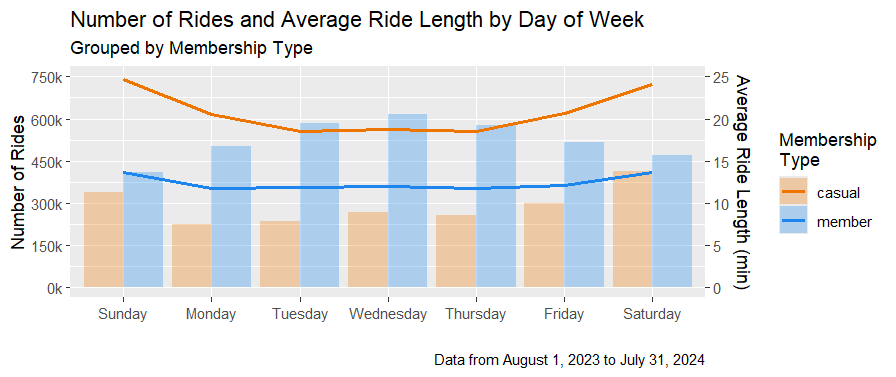 Number of Rides and Average Ride Length by Day of Week
Grouped by Membership Type
750k
600k
450k
300k
150k
0k
Number of Rides
25
20
15
10
5
0
Average Ride Length (min)
Sunday
Monday
Tuesday
Wednesday
Thursday
Friday
Saturday
Membership
Type
casual
member
Data from August 1, 2023 to July 31, 2024